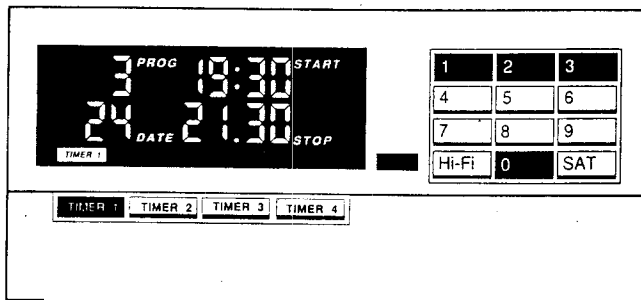 3 PROG 19:30 START
24 DATE 21.30 STOP
TIMER 1
1 2 3
4 5 6
7 8 9
Hi-Fi 0 SAT
TIMER 1 TIMER 2 TIMER 3 TIMER 4